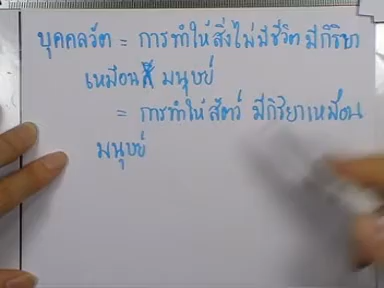 บุคคลวัต = การทำให้สิ่งไม่มีชีวิต มีกิริยา
เหมือน มนุษย์
= การทำให้สัตว์ มีกิริยาเหมือน
มนุษย์